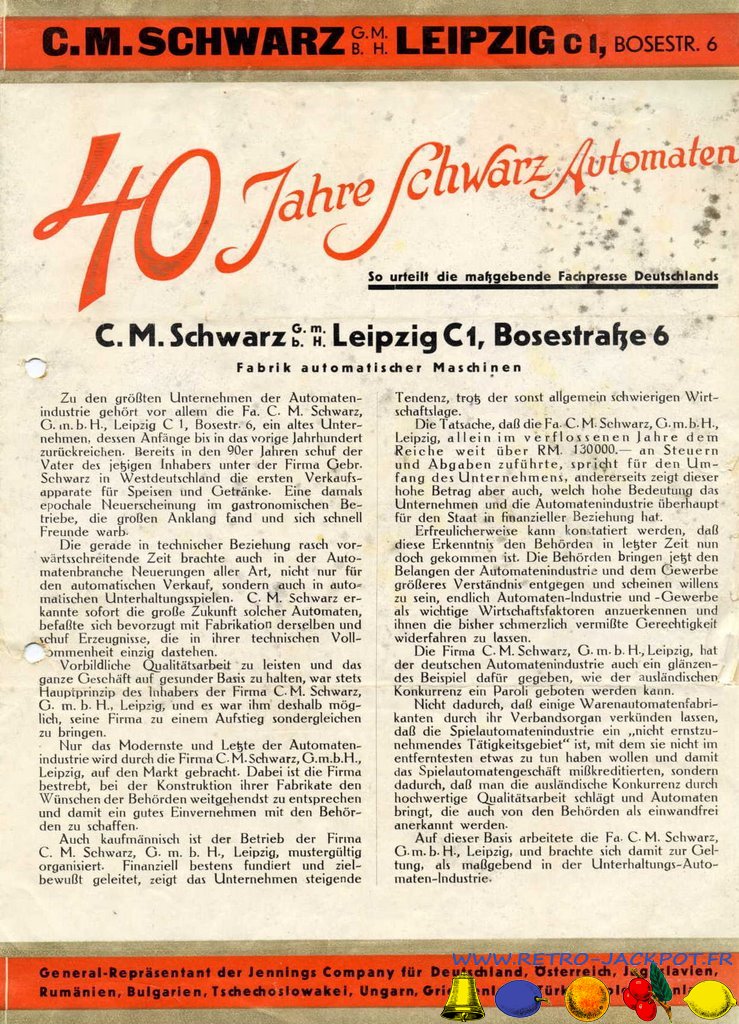 C.M. SCHWARZ G.M.B.H. LEIPZIG C 1, BOSESTR. 6
40 Jahre Schwarz Automaten
So urteilt die maßgebende Fachpresse Deutschlands
C. M. Schwarz G. m. b. H. Leipzig C 1, Bosestraße 6
Fabrik automatischer Maschinen
Zu den größten Unternehmen der Automaten-
industrie gehört vor allem die Fa. C. M. Schwarz,
G. m. b. H., Leipzig C 1, Bosestr. 6, ein altes Unter-
nehmen, dessen Anfänge bis in das vorige Jahrhundert
zurückreichen. Bereits in den 90er Jahren schuf der
Vater des jetzigen Inhabers unter der Firma Gebr.
Schwarz in Westdeutschland die ersten Verkaufs-
apparate für Speisen und Getränke. Eine damals
epochale Neuerscheinung im gastronomischen Be-
triebe, die großen Anklang fand und sich schnell
Freunde warb.
Die gerade in technischer Beziehung rasch vor-
wärtsschreitende Zeit brachte auch in der Auto-
matenbranche Neuerungen aller Art, nicht nur für
den automatischen Verkauf, sondern auch in auto-
matischen Unterhaltungsspielen. C. M. Schwarz er-
kannte sofort die große Zukunft solcher Automaten,
befaßte sich bevorzugt mit Fabrikation derselben und
schuf Erzeugnisse, die in ihrer technischen Voll-
ommenheit einzig dastehen.
Vorbildliche Qualitätsarbeit zu leisten und das
ganze Geschäft auf gesunder Basis zu halten, war stets
Hauptprinzip des Inhabers der Firma C. M. Schwarz,
G. m. b. H., Leipzig, und es war ihm deshalb mög-
lich, seine Firma zu einem Aufstieg sondergleichen
zu bringen.
Nur das Modernste und Letzte der Automaten-
industrie wird durch die Firma C. M. Schwarz, G.m.b.H.,
Leipzig, auf den Markt gebracht. Dabei ist die Firma
bestrebt, bei der Konstruktion ihrer Fabrikate den
Wünschen der Behörden weitgehendst zu entsprechen
und damit ein gutes Einvernehmen mit den Behör-
den zu schaffen.
Auch kaufmännisch ist der Betrieb der Firma
C. M. Schwarz, G. m. b. H., Leipzig, mustergültig
organisiert. Finanziell bestens fundiert und ziel-
bewußt geleitet, zeigt das Unternehmen steigende
Tendenz, trotz der sonst allgemein schwierigen Wirt-
schaftslage.
Die Tatsache, daß die Fa. C. M. Schwarz, G. m. b. H.,
Leipzig, allein im verflossenen Jahre dem
Reiche weit über RM. 130000.— an Steuern
und Abgaben zuführte, spricht für den Um-
fang des Unternehmens, andererseits zeigt dieser
hohe Betrag aber auch, welch hohe Bedeutung das
Unternehmen und die Automatenindustrie überhaupt
für den Staat in finanzieller Beziehung hat.
Erfreulicherweise kann konstatiert werden, daß
diese Erkenntnis den Behörden in letzter Zeit nun
doch gekommen ist. Die Behörden bringen jetzt den
Belangen der Automatenindustrie und dem Gewerbe
größeres Verständnis entgegen und scheinen willens
zu sein, endlich Automaten-Industrie und -Gewerbe
als wichtige Wirtschaftsfaktoren anzuerkennen und
ihnen die bisher schmerzlich vermißte Gerechtigkeit
widerfahren zu lassen.
Die Firma C. M. Schwarz, G. m. b. H., Leipzig, hat
der deutschen Automatenindustrie auch ein glänzen-
des Beispiel dafür gegeben, wie der ausländischen
Konkurrenz ein Paroli geboten werden kann.
Nicht dadurch, daß einige Warenautomatenfabri-
kanten durch ihr Verbandsorgan verkünden lassen,
daß die Spielautomatenindustrie ein „nicht ernstzu-
nehmendes Tätigkeitsgebiet“ ist, mit dem sie nicht im
entferntesten etwas zu tun haben wollen und damit
das Spielautomatengeschäft mißkreditierten, sondern
dadurch, daß man die ausländische Konkurrenz durch
hochwertige Qualitätsarbeit schlägt und Automaten
bringt, die auch von den Behörden als einwandfrei
anerkannt werden.
Auf dieser Basis arbeitete die Fa. C. M. Schwarz,
G. m. b. H., Leipzig, und brachte sich damit zur Gel-
tung, als maßgebend in der Unterhaltungs-Auto-
maten-Industrie.
WWW.RETRO-JACKPOT.FR
General-Repräsentant der Jennings Company für Deutschland, Österreich, Jugoslavien,
Rumänien, Bulgarien, Tschechoslowakei, Ungarn,